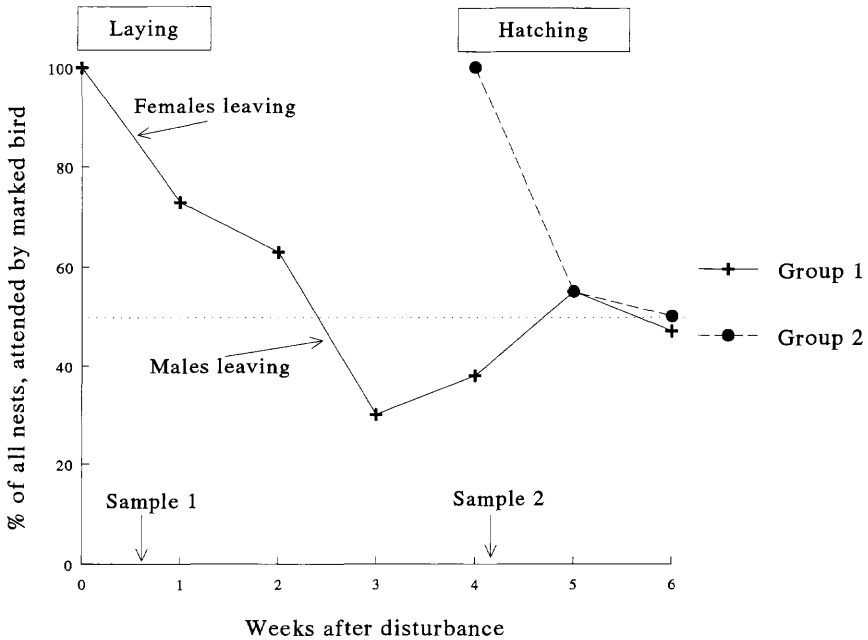 Laying
Hatching
% of all nests, attended by marked bird
100
80
60
40
20
0
Females leaving
Males leaving
Sample 1
Sample 2
Group 1
Group 2
0 1 2 3 4 5 6
Weeks after disturbance